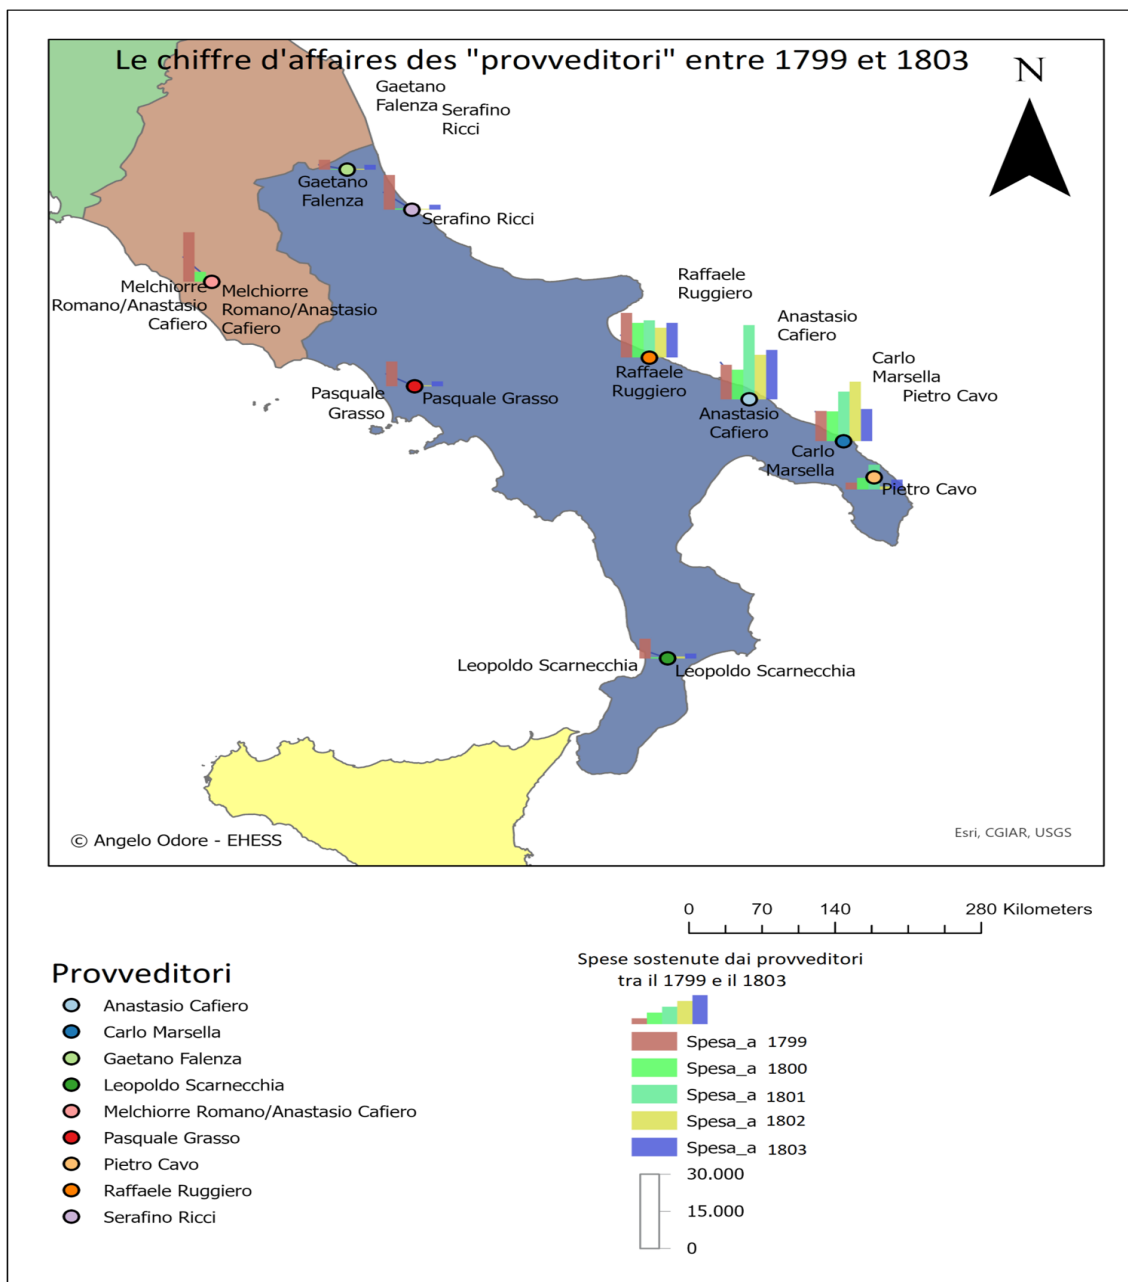 Le chiffre d'affaires des "provveditori" entre 1799 et 1803
N
Gaetano
Falenza
Serafino
Ricci
Gaetano
Falenza
Serafino Ricci
Melchiorre
Romano/Anastasio
Cafiero
Melchiorre
Romano/Anastasio
Cafiero
Raffaele
Ruggiero
Anastasio
Cafiero
Carlo
Marsella
Pietro Cavo
Raffaele
Ruggiero
Pasquale
Grasso
Pasquale Grasso
Anastasio
Cafiero
Carlo
Marsella
Pietro Cavo
Leopoldo Scarnecchia
Leopoldo Scarnecchia
© Angelo Odore - EHESS
Esri, CGIAR, USGS
0 70 140 280 Kilometers
Provveditori
Anastasio Cafiero
Carlo Marsella
Gaetano Falenza
Leopoldo Scarnecchia
Melchiorre Romano/Anastasio Cafiero
Pasquale Grasso
Pietro Cavo
Raffaele Ruggiero
Serafino Ricci
Spese sostenute dai provveditori
tra il 1799 e il 1803
Spesa_a 1799
Spesa_a 1800
Spesa_a 1801
Spesa_a 1802
Spesa_a 1803
30.000
15.000
0